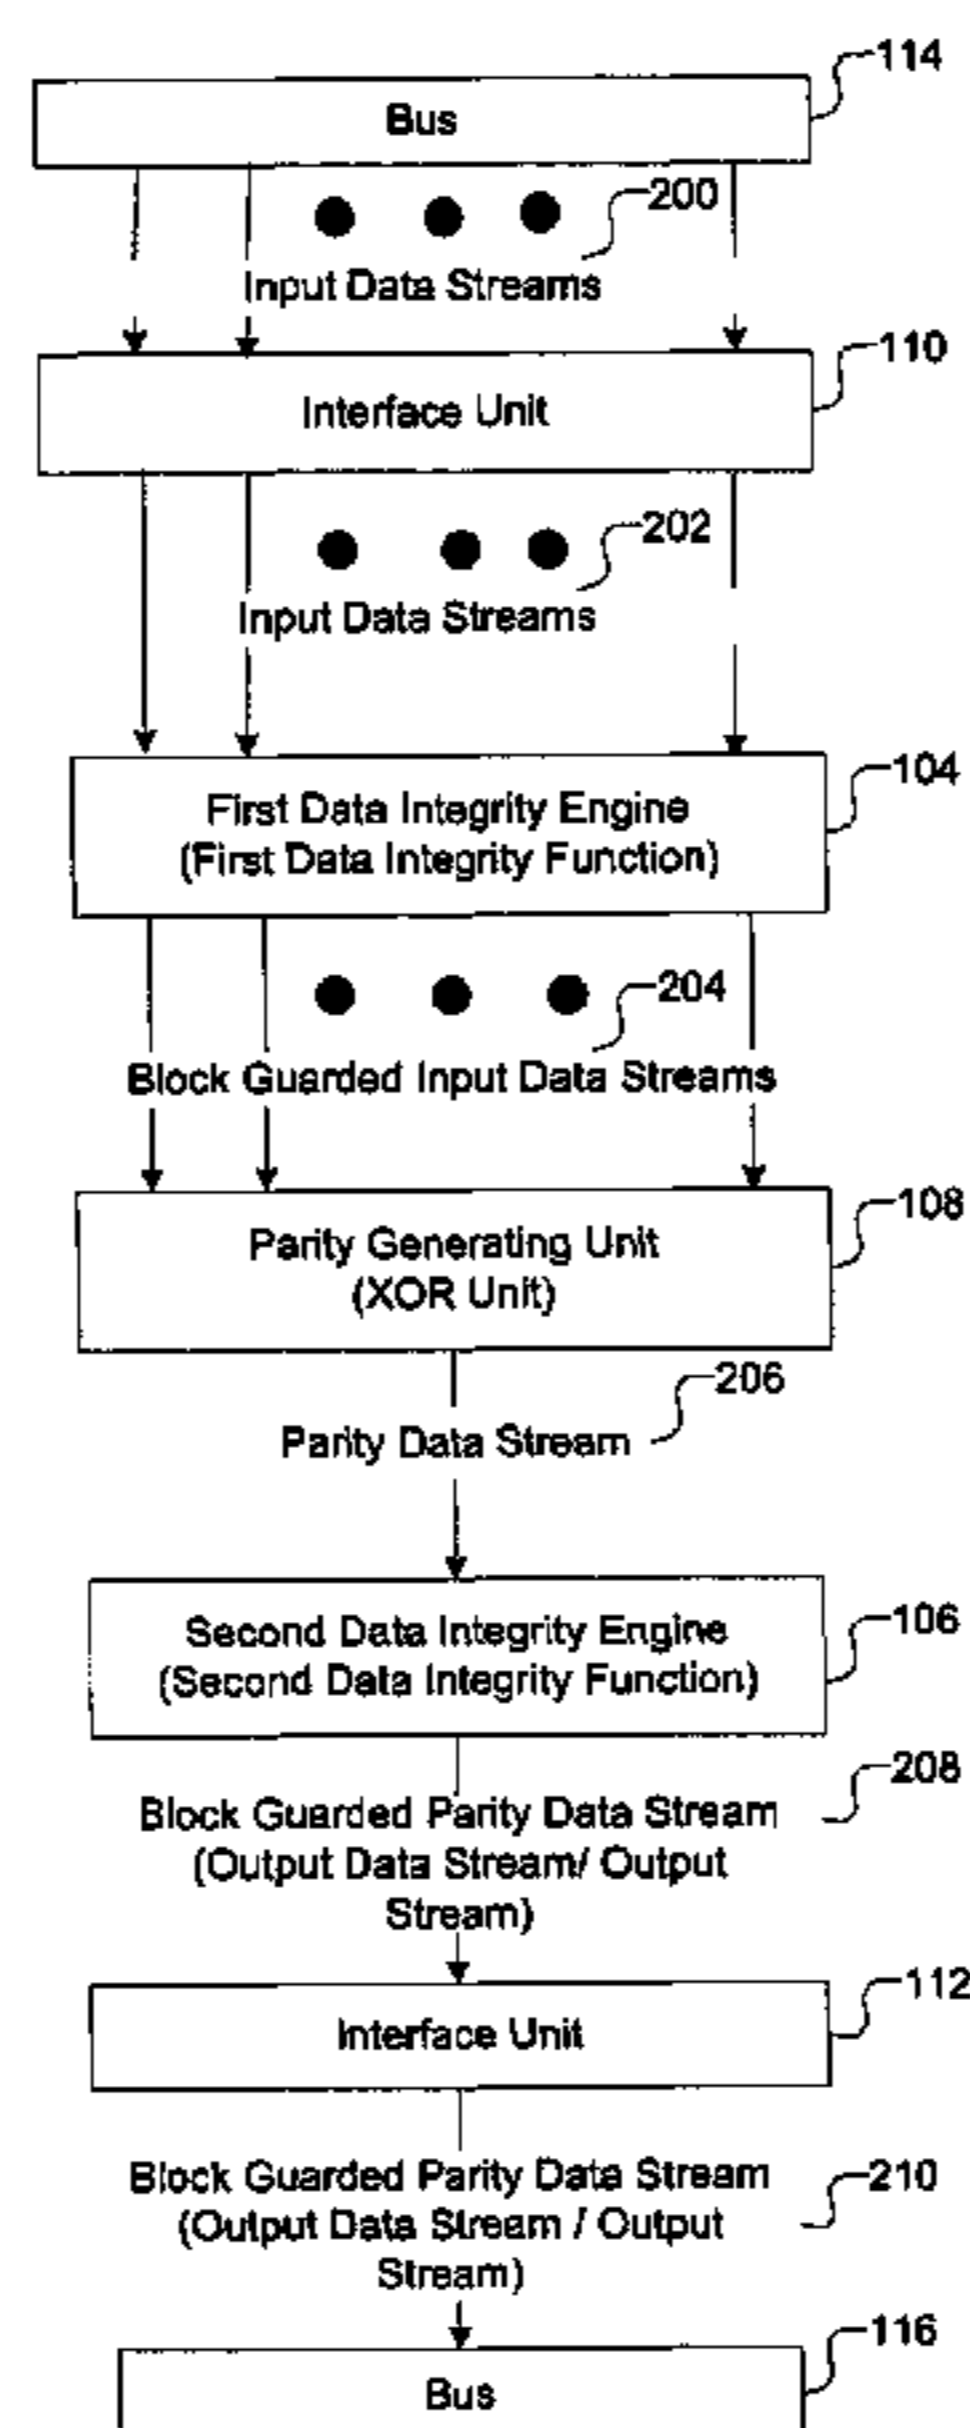 114
Bus
200
Input Data Streams
110
Interface Unit
202
Input Data Streams
104
First Data Integrity Engine
(First Data Integrity Function)
204
Block Guarded Input Data Streams
108
Parity Generating Unit
(XOR Unit)
206
Parity Data Stream
106
Second Data Integrity Engine
(Second Data Integrity Function)
208
Block Guarded Parity Data Stream
(Output Data Stream/ Output
Stream)
112
Interface Unit
Block Guarded Parity Data Stream
210
(Output Data Stream / Output
Stream)
116
Bus